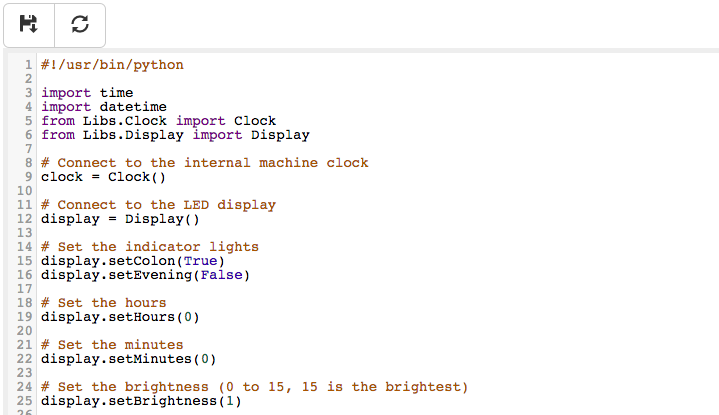 1 #!/usr/bin/python
2
3 import time
4 import datetime
5 from Libs.Clock import Clock
6 from Libs.Display import Display
7
8 # Connect to the internal machine clock
9 clock = Clock()
10
11 # Connect to the LED display
12 display = Display()
13
14 # Set the indicator lights
15 display.setColon(True)
16 display.setEvening(False)
17
18 # Set the hours
19 display.setHours(0)
20
21 # Set the minutes
22 display.setMinutes(0)
23
24 # Set the brightness (0 to 15, 15 is the brightest)
25 display.setBrightness(1)
26